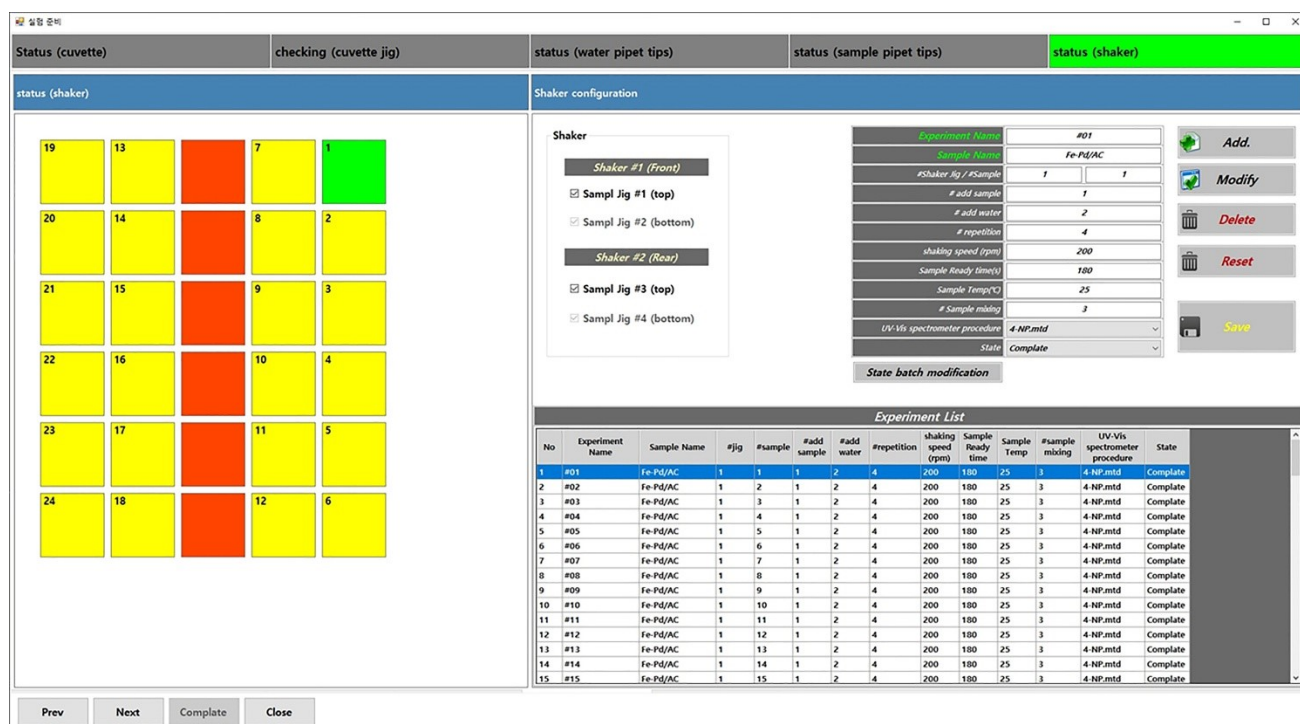 실험 준비
Status (cuvette) checking (cuvette jig) status (water pipet tips) status (sample pipet tips) status (shaker)
status (shaker)
19 13 7 1
20 14 8 2
21 15 9 3
22 16 10 4
23 17 11 5
24 18 12 6
Shaker configuration
Shaker
Shaker #1 (Front)
Sampl Jig #1 (top)
Sampl Jig #2 (bottom)
Shaker #2 (Rear)
Sampl Jig #3 (top)
Sampl Jig #4 (bottom)
Experiment Name #01
Sample Name Fe-Pd/AC
#Shaker Jig / #Sample 1 1
# add sample 1
# add water 2
# repetition 4
shaking speed (rpm) 200
Sample Ready time(s) 180
Sample Temp(℃) 25
# Sample mixing 3
UV-Vis spectrometer procedure 4-NP.mtd
State Complate
State batch modification
Add.
Modify
Delete
Reset
Save
Experiment List
No Experiment Name Sample Name #jig #sample #add sample #add water #repetition shaking speed (rpm) Sample Ready time Sample Temp #sample mixing UV-Vis spectrometer procedure State
1 #01 Fe-Pd/AC 1 1 1 2 4 200 180 25 3 4-NP.mtd Complate
2 #02 Fe-Pd/AC 1 2 1 2 4 200 180 25 3 4-NP.mtd Complate
3 #03 Fe-Pd/AC 1 3 1 2 4 200 180 25 3 4-NP.mtd Complate
4 #04 Fe-Pd/AC 1 4 1 2 4 200 180 25 3 4-NP.mtd Complate
5 #05 Fe-Pd/AC 1 5 1 2 4 200 180 25 3 4-NP.mtd Complate
6 #06 Fe-Pd/AC 1 6 1 2 4 200 180 25 3 4-NP.mtd Complate
7 #07 Fe-Pd/AC 1 7 1 2 4 200 180 25 3 4-NP.mtd Complate
8 #08 Fe-Pd/AC 1 8 1 2 4 200 180 25 3 4-NP.mtd Complate
9 #09 Fe-Pd/AC 1 9 1 2 4 200 180 25 3 4-NP.mtd Complate
10 #10 Fe-Pd/AC 1 10 1 2 4 200 180 25 3 4-NP.mtd Complate
11 #11 Fe-Pd/AC 1 11 1 2 4 200 180 25 3 4-NP.mtd Complate
12 #12 Fe-Pd/AC 1 12 1 2 4 200 180 25 3 4-NP.mtd Complate
13 #13 Fe-Pd/AC 1 13 1 2 4 200 180 25 3 4-NP.mtd Complate
14 #14 Fe-Pd/AC 1 14 1 2 4 200 180 25 3 4-NP.mtd Complate
15 #15 Fe-Pd/AC 1 15 1 2 4 200 180 25 3 4-NP.mtd Complate
Prev Next Complate Close